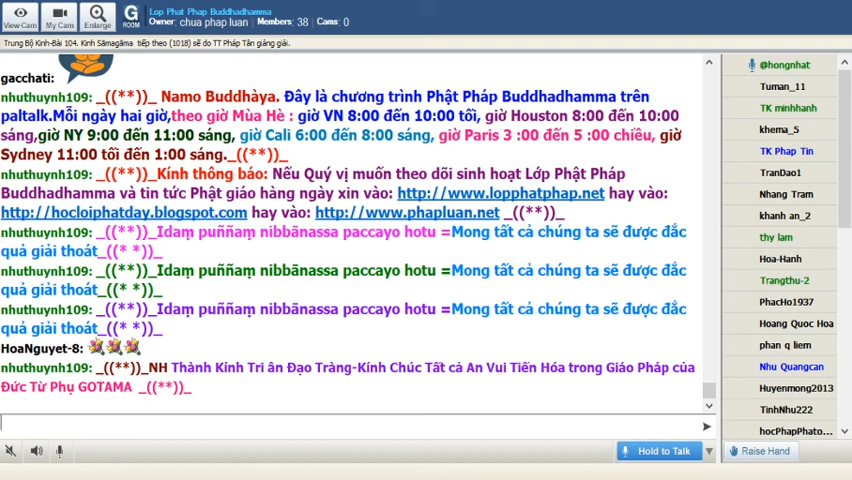 View Cam
My Cam
Enlarge
G
ROOM
Lop Phat Phap Buddhadhamma
Owner: chua phap luan Members: 38 Cams: 0
Trung Bộ Kinh-Bài 104. Kinh Sāmagāma tiếp theo (1018) sẽ do TT Pháp Tân giảng giải.
gacchati:
nhuthuynh109: _((**))_ Namo Buddhàya. Đây là chương trình Phật Pháp Buddhadhamma trên
paltalk.Mỗi ngày hai giờ,theo giờ Mùa Hè : giờ VN 8:00 đến 10:00 tối, giờ Houston 8:00 đến 10:00
sáng,giờ NY 9:00 đến 11:00 sáng, giờ Cali 6:00 đến 8:00 sáng, giờ Paris 3 :00 đến 5 :00 chiều, giờ
Sydney 11:00 tối đến 1:00 sáng._((**))_
nhuthuynh109: _((**))_Kính thông báo: Nếu Quý vị muốn theo dõi sinh hoạt Lớp Phật Pháp
Buddhadhamma và tin tức Phật giáo hàng ngày xin vào: http://www.lopphatphap.net hay vào:
http://hocloiphatday.blogspot.com hay vào: http://www.phapluan.net _((**))_
nhuthuynh109: _((**))_Idaṃ puññaṃ nibbānassa paccayo hotu =Mong tất cả chúng ta sẽ được đắc
quả giải thoát_((* *))_
nhuthuynh109: _((**))_Idaṃ puññaṃ nibbānassa paccayo hotu =Mong tất cả chúng ta sẽ được đắc
quả giải thoát_((* *))_
nhuthuynh109: _((**))_Idaṃ puññaṃ nibbānassa paccayo hotu =Mong tất cả chúng ta sẽ được đắc
quả giải thoát_((* *))_
HoaNguyet-8:
nhuthuynh109: _((**))_NH Thành Kính Tri ân Đạo Tràng-Kính Chúc Tất cả An Vui Tiến Hóa trong Giáo Pháp của
Đức Từ Phụ GOTAMA _((**))_
Hold to Talk
@hongnhat
Tuman_11
TK minhhanh
khema_5
TK Phap Tin
TranDao1
Nhang Tram
khanh an_2
thy lam
Hoa-Hanh
Trangthu-2
PhacHo1937
Hoang Quoc Hoa
phan q liem
Nhu Quangcan
Huyenmong2013
TinhNhu222
hocPhapPhato...
Raise Hand